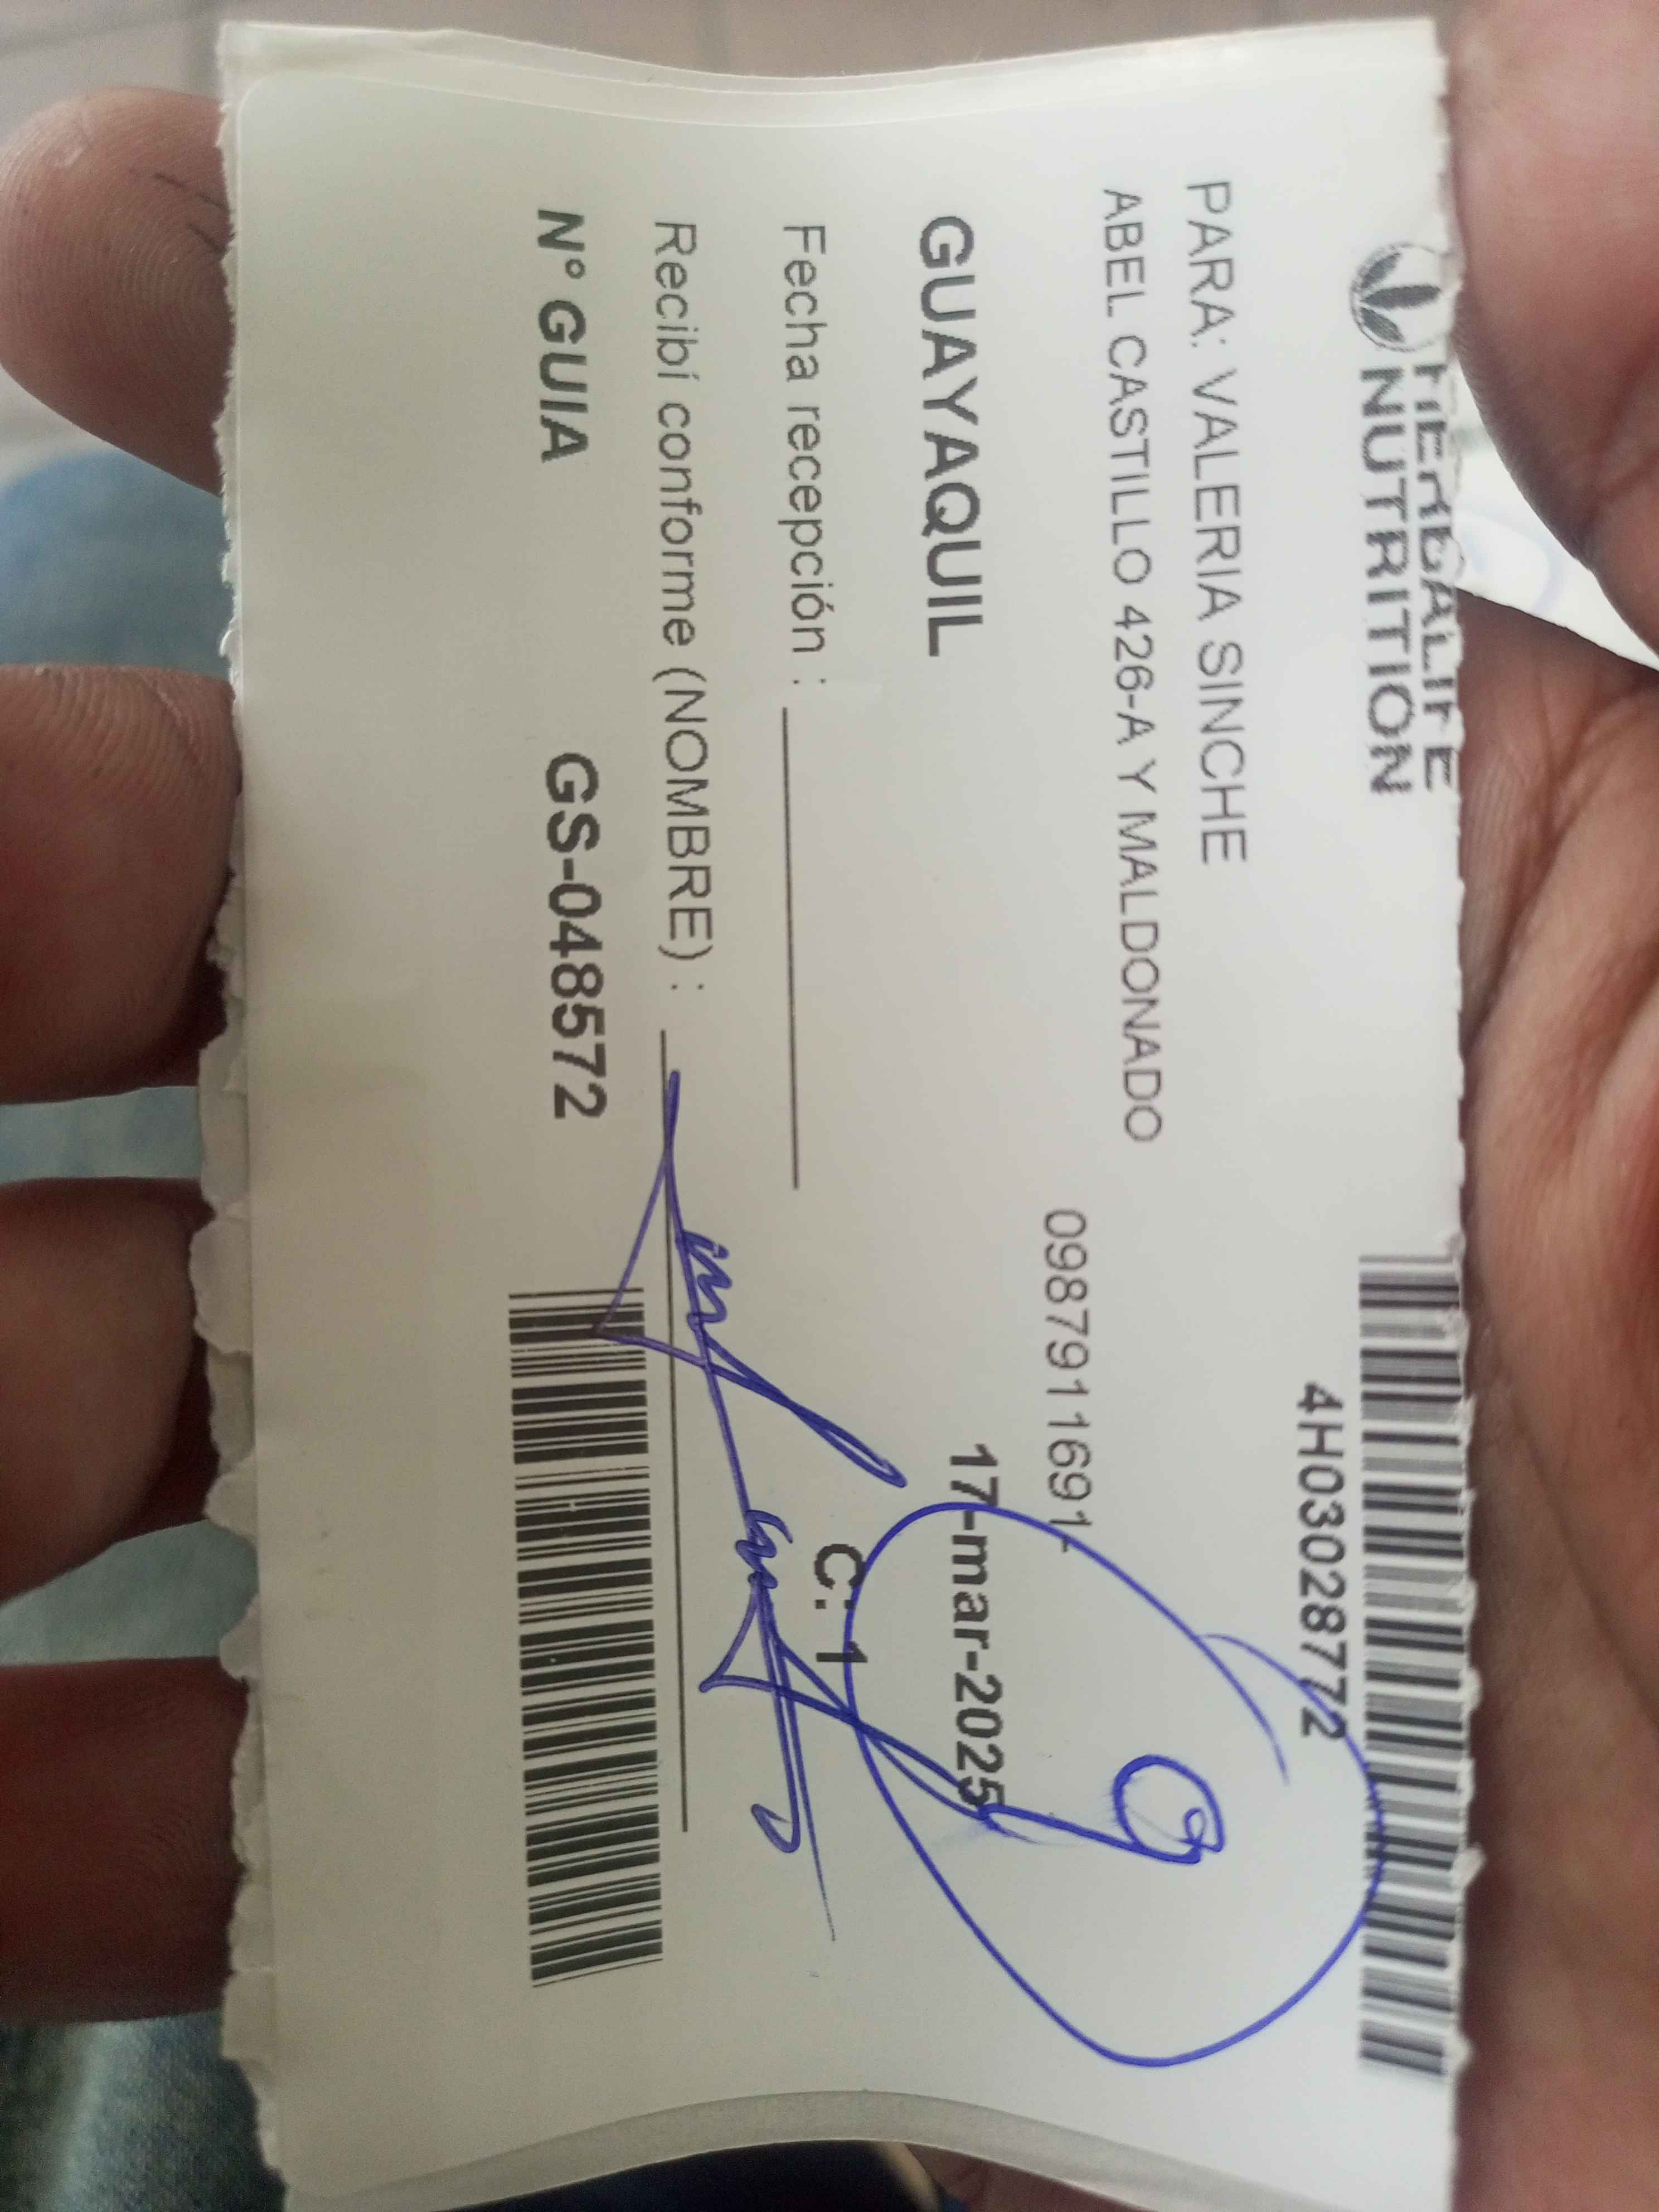 HERBALIFE
NUTRITION
4H03028772
PARA: VALERIA SINCHE
ABEL CASTILLO 426-A Y MALDONADO
0987911691-
GUAYAQUIL
17-mar-2025
Fecha recepción :
C: 1
Recibí conforme (NOMBRE) :
N° GUIA
GS-048572